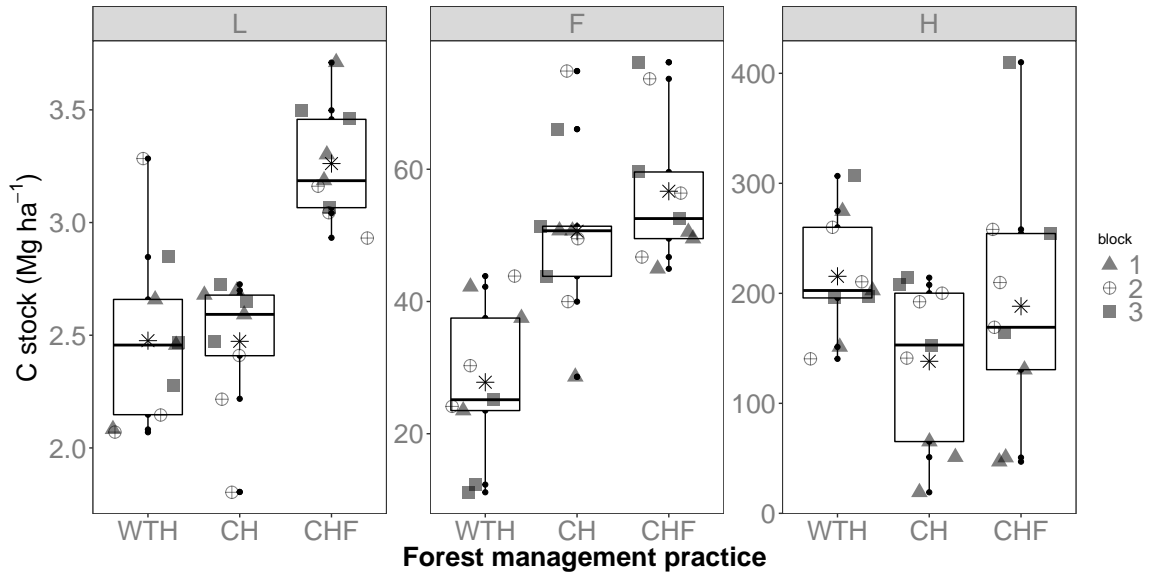 L
F
H
C stock (Mg ha−1)
3.5
3.0
2.5
2.0
60
40
20
400
300
200
100
0
WTH CH CHF
WTH CH CHF
WTH CH CHF
Forest management practice
block
1
2
3